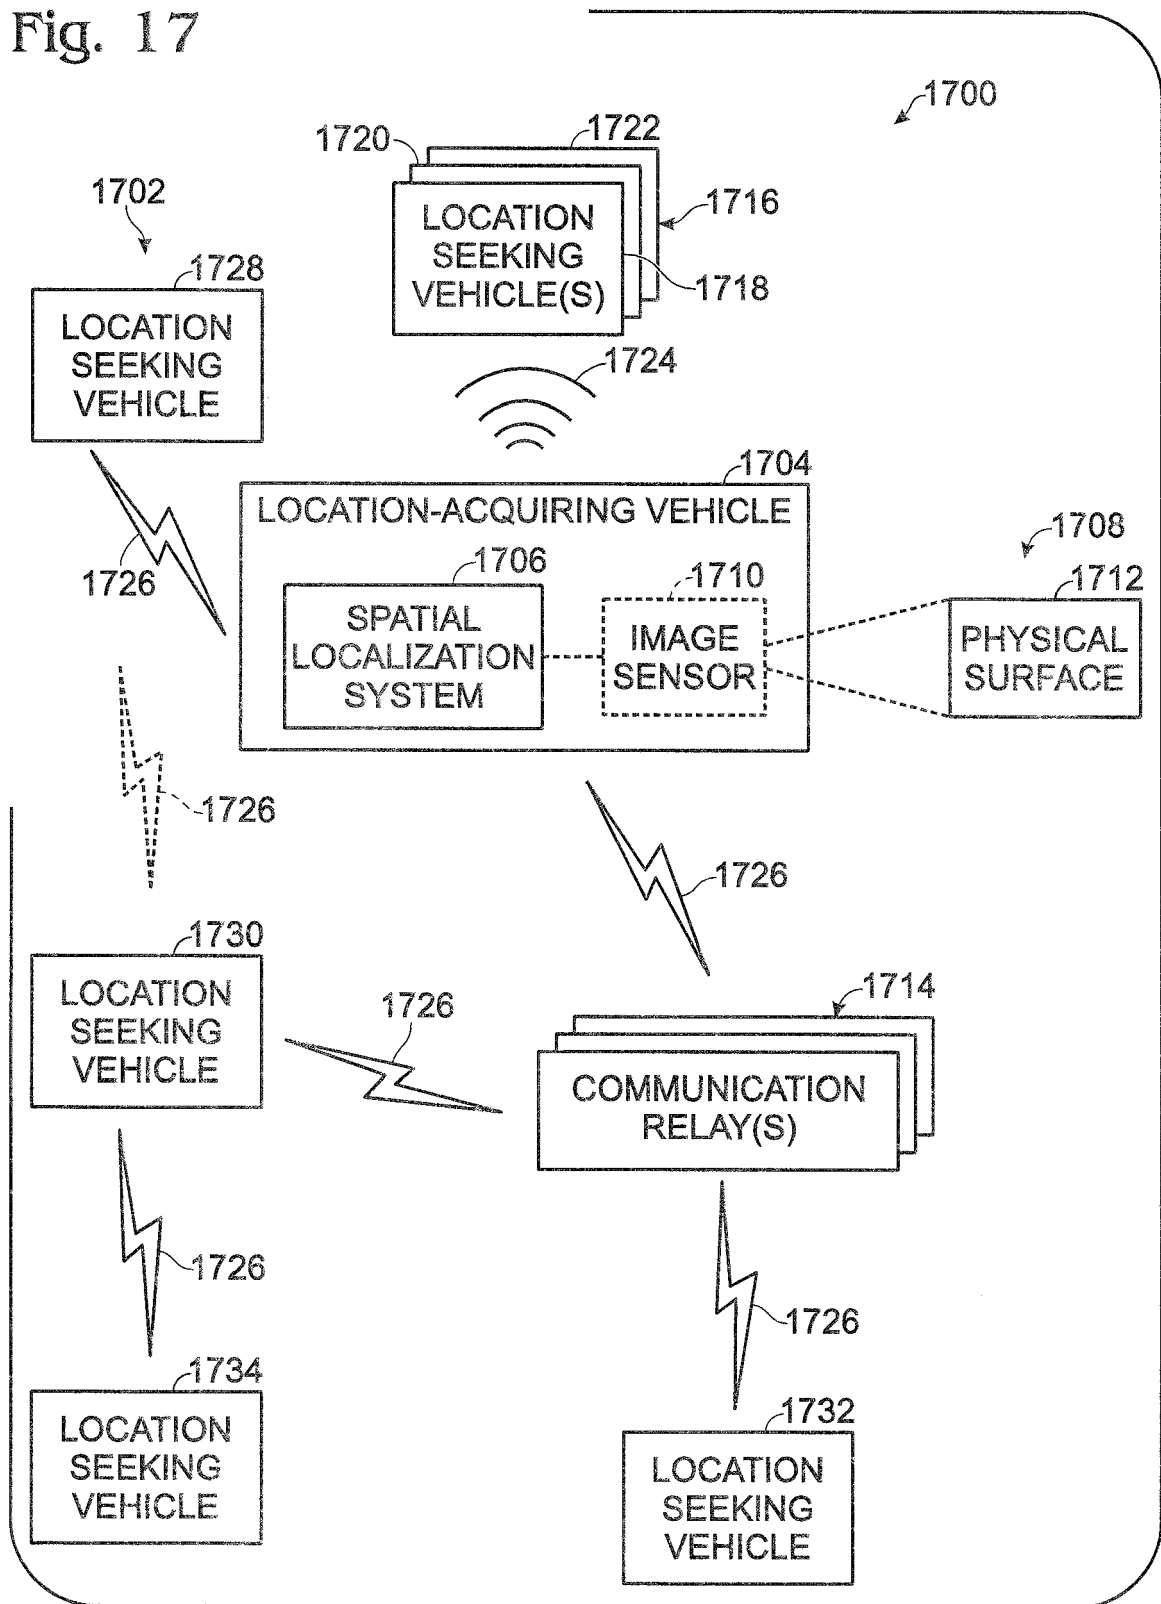 Fig. 17
1700
1722
1720
1702
1716
LOCATION
SEEKING
VEHICLE(S)
1718
1728
LOCATION
SEEKING
VEHICLE
1724
1704
LOCATION-ACQUIRING VEHICLE
1708
1706
1710
1712
1726
SPATIAL
LOCALIZATION
SYSTEM
IMAGE
SENSOR
PHYSICAL
SURFACE
1726
1726
1730
LOCATION
SEEKING
VEHICLE
1714
1726
COMMUNICATION
RELAY(S)
1726
1726
1734
LOCATION
SEEKING
VEHICLE
1732
LOCATION
SEEKING
VEHICLE